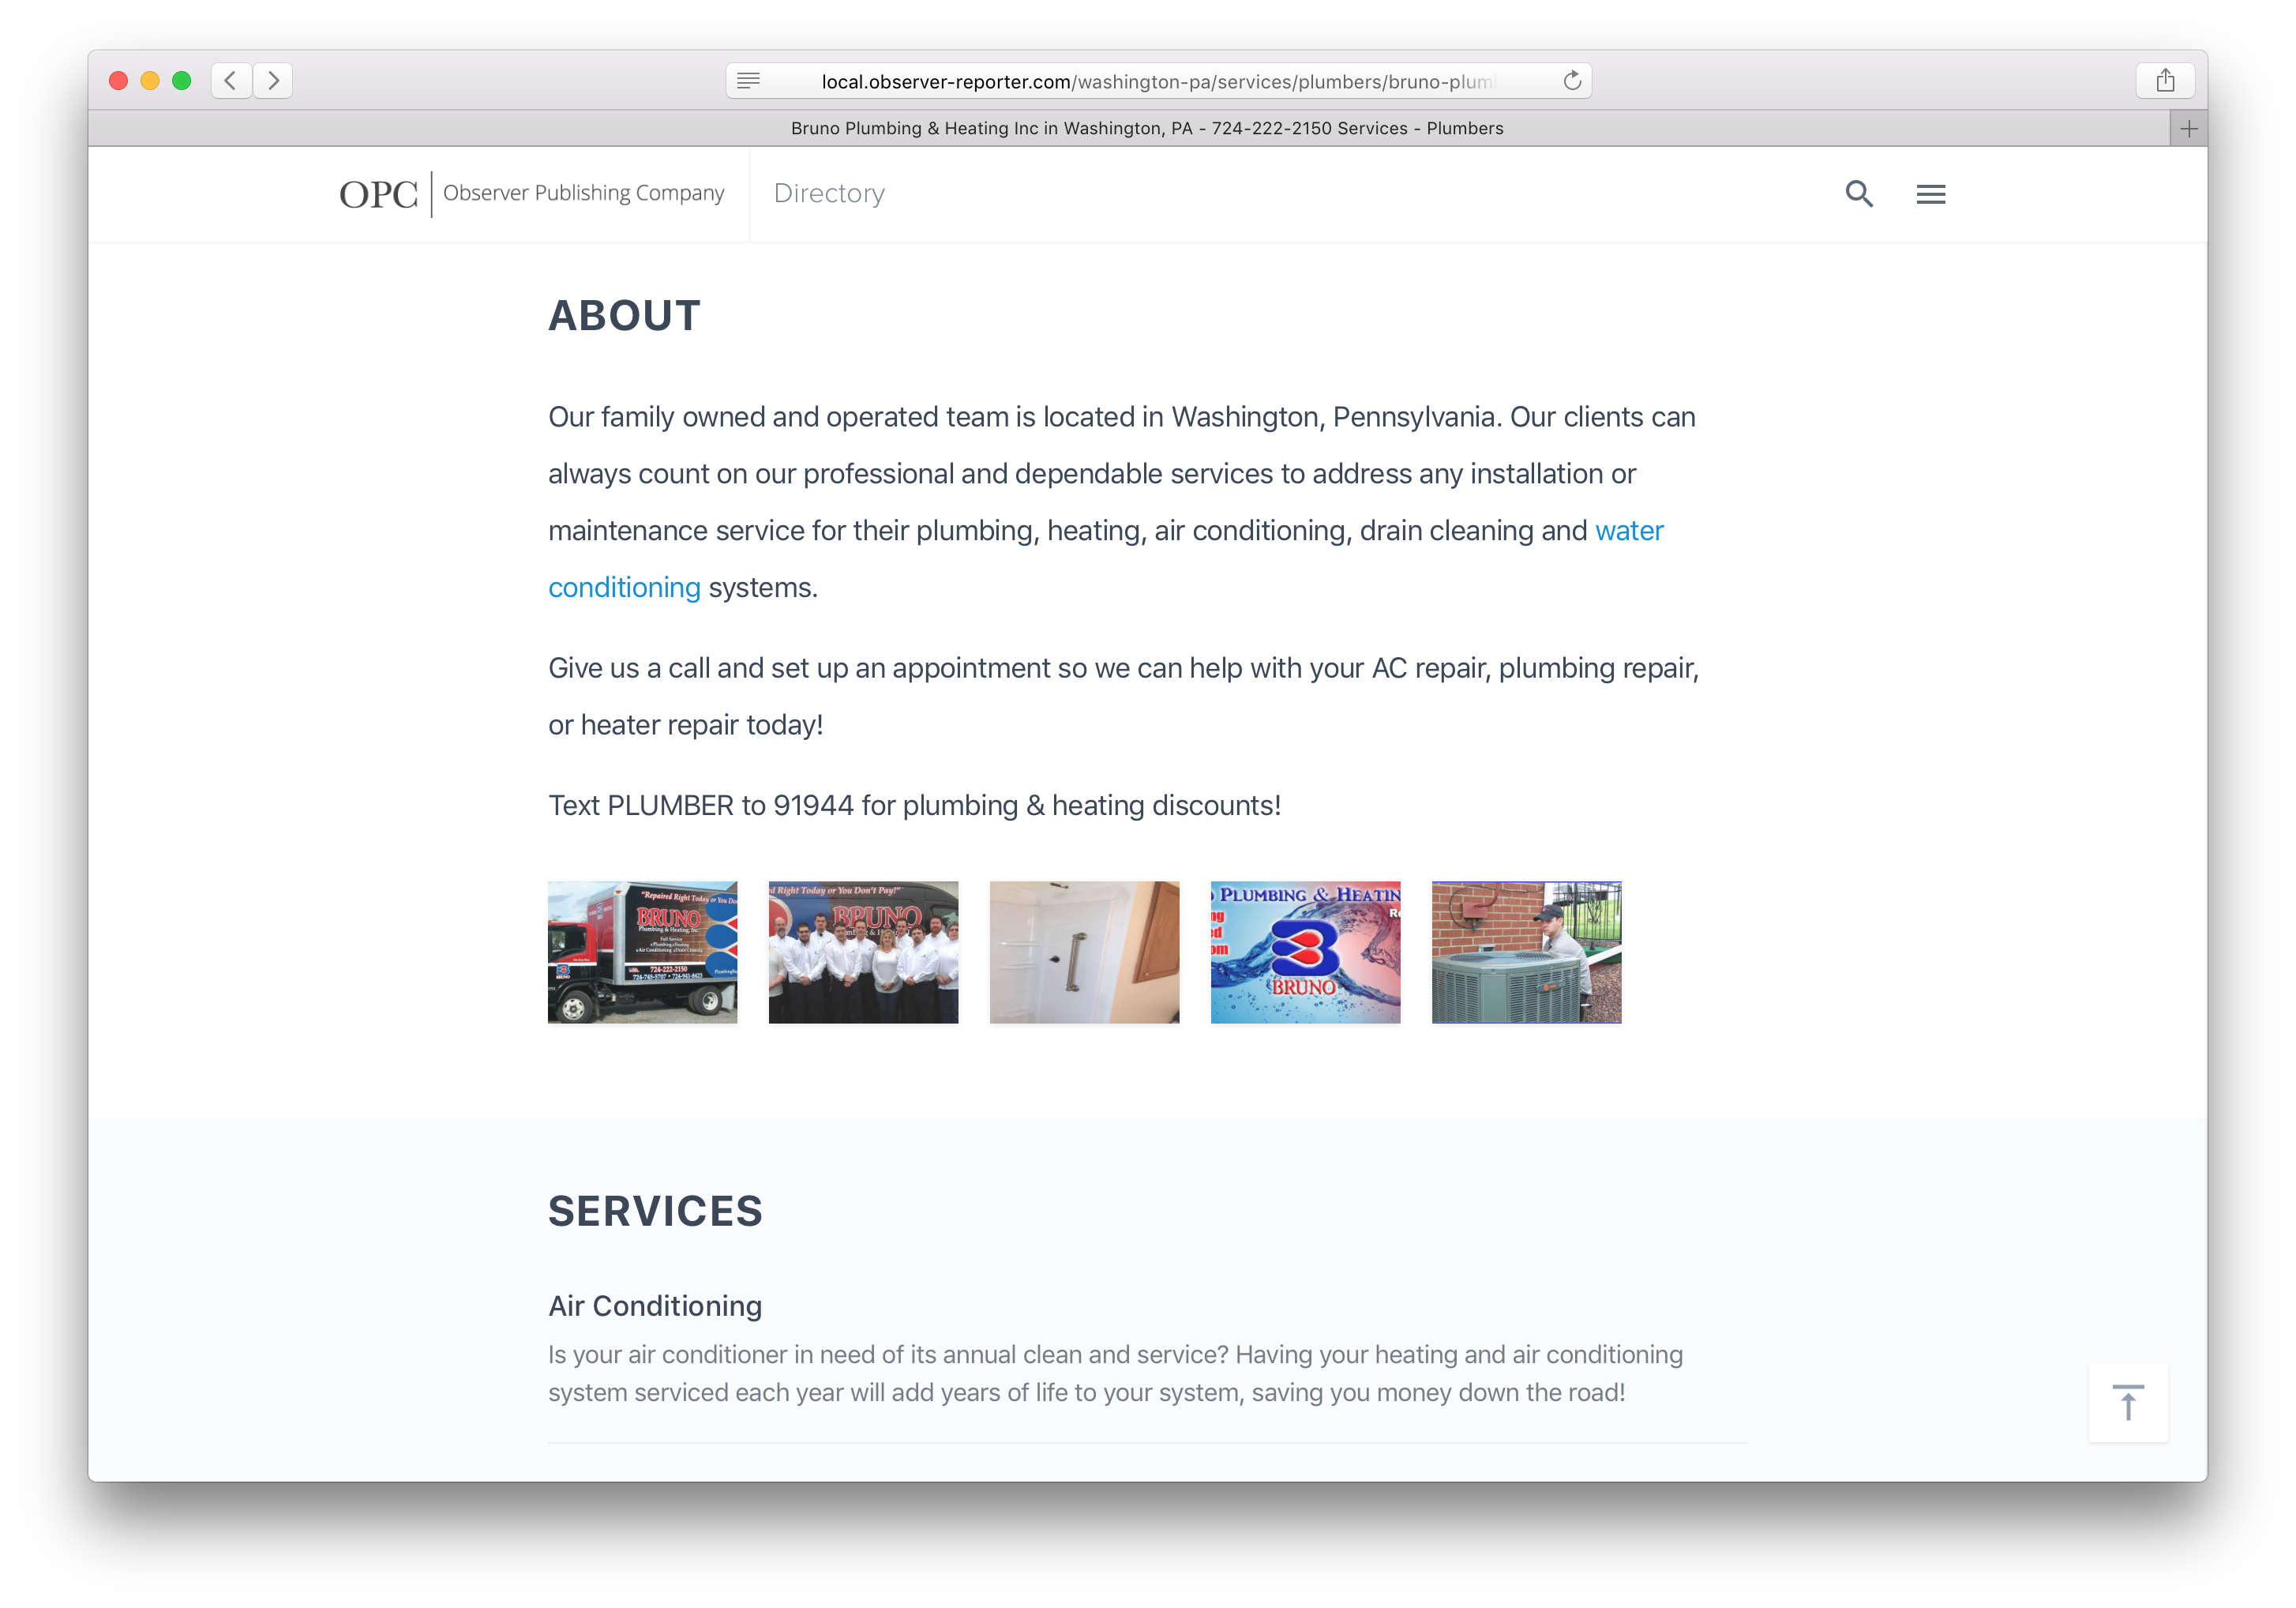 local.observer-reporter.com/washington-pa/services/plumbers/bruno-plum
Bruno Plumbing & Heating Inc in Washington, PA - 724-222-2150 Services - Plumbers
OPC | Observer Publishing Company
Directory
ABOUT
Our family owned and operated team is located in Washington, Pennsylvania. Our clients can
always count on our professional and dependable services to address any installation or
maintenance service for their plumbing, heating, air conditioning, drain cleaning and water
conditioning systems.
Give us a call and set up an appointment so we can help with your AC repair, plumbing repair,
or heater repair today!
Text PLUMBER to 91944 for plumbing & heating discounts!
"Repaired Right Today or You Do
BRUNO
Plumbing & Heating, Inc.
724-222-2150
BRUNO
d Right Today or You Don't Pay!"
BRUNO
PLUMBING & HEATIN
ng
Re
ed
om
BRUNO
SERVICES
Air Conditioning
Is your air conditioner in need of its annual clean and service? Having your heating and air conditioning
system serviced each year will add years of life to your system, saving you money down the road!